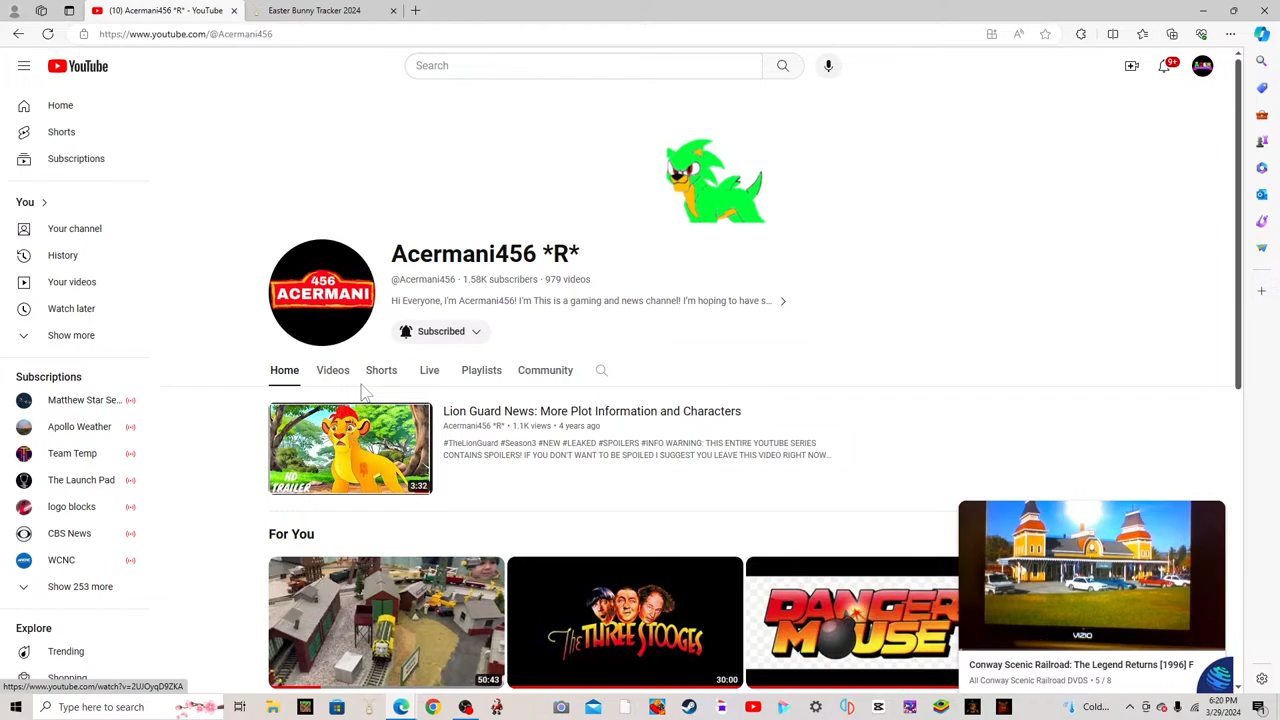 (10) Acermani456 *R* - YouTube
Easter Bunny Tracker 2024
https://www.youtube.com/@Acermani456
YouTube
Search
9+
Home
Shorts
Subscriptions
You
Your channel
History
Your videos
Watch later
Show more
Subscriptions
Matthew Star Se...
Apollo Weather
Team Temp
The Launch Pad
logo blocks
CBS News
WCNC
Show 253 more
Explore
Trending
Shopping
456
ACERMANI
Acermani456 *R*
@Acermani456 · 1.58K subscribers · 979 videos
Hi Everyone, I'm Acermani456! I'm This is a gaming and news channel! I'm hoping to have s...
Subscribed
Home Videos Shorts Live Playlists Community
HD
TRAILER
3:32
Lion Guard News: More Plot Information and Characters
Acermani456 *R* • 1.1K views • 4 years ago
#TheLionGuard #Season3 #NEW #LEAKED #SPOILERS #INFO WARNING: THIS ENTIRE YOUTUBE SERIES
CONTAINS SPOILERS! IF YOU DON'T WANT TO BE SPOILED I SUGGEST YOU LEAVE THIS VIDEO RIGHT NOW...
For You
50:43
The THREE STOOGES
30:00
DANGER
MOUSE
VIZIO
Conway Scenic Railroad: The Legend Returns [1996] F
All Conway Scenic Railroad DVDS • 5 / 8
https://www.youtube.com/watch?v=2UJOyqD9ZKA
Type here to search
Cold...
6:20 PM
3/29/2024